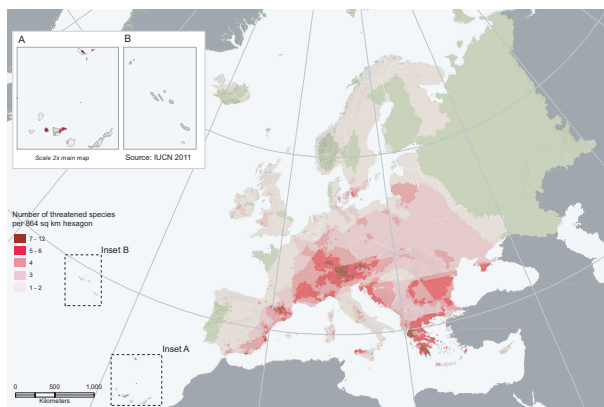 A
B
Scale 2x main map
Source: IUCN 2011
Number of threatened species
per 864 sq km hexagon
7 - 12
5 - 6
4
3
1 - 2
Inset B
Inset A
0 500 1,000
Kilometers